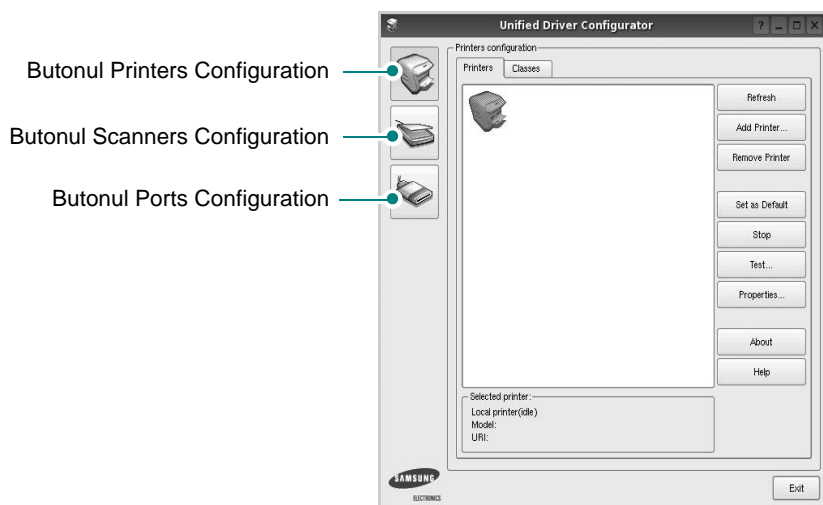 Unified Driver Configurator
Butonul Printers Configuration
Butonul Scanners Configuration
Butonul Ports Configuration
Printers configuration
Printers
Classes
Refresh
Add Printer...
Remove Printer
Set as Default
Stop
Test...
Properties...
About
Help
Selected printer:
Local printer(idle)
Model:
URI:
SAMSUNG
ELECTRONICS
Exit